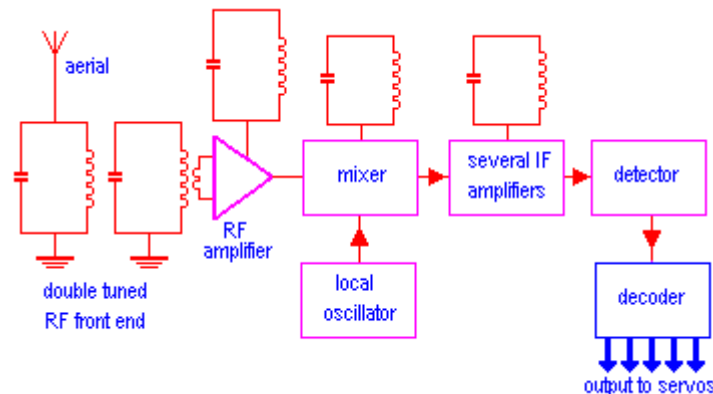 aerial
double tuned
RF front end
RF
amplifier
mixer
local
oscillator
several IF
amplifiers
detector
decoder
output to servos